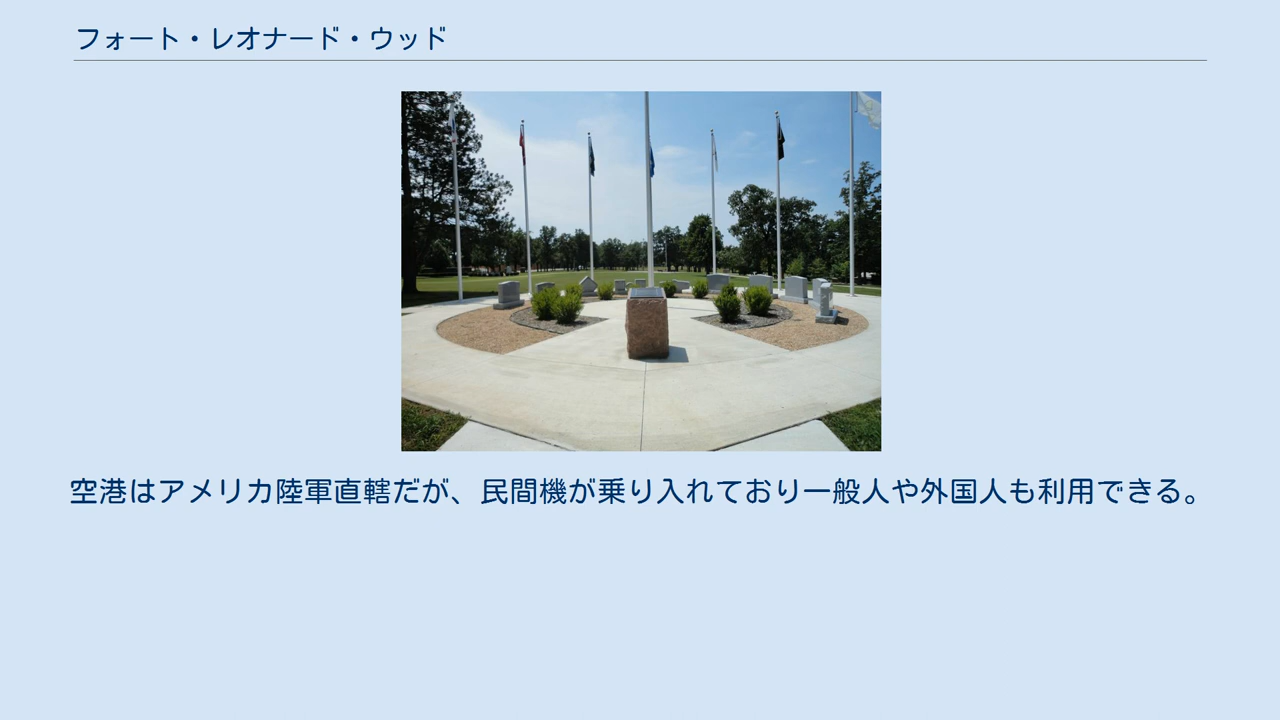 フォート・レオナード・ウッド
空港はアメリカ陸軍直轄だが、民間機が乗り入れており一般人や外国人も利用できる。